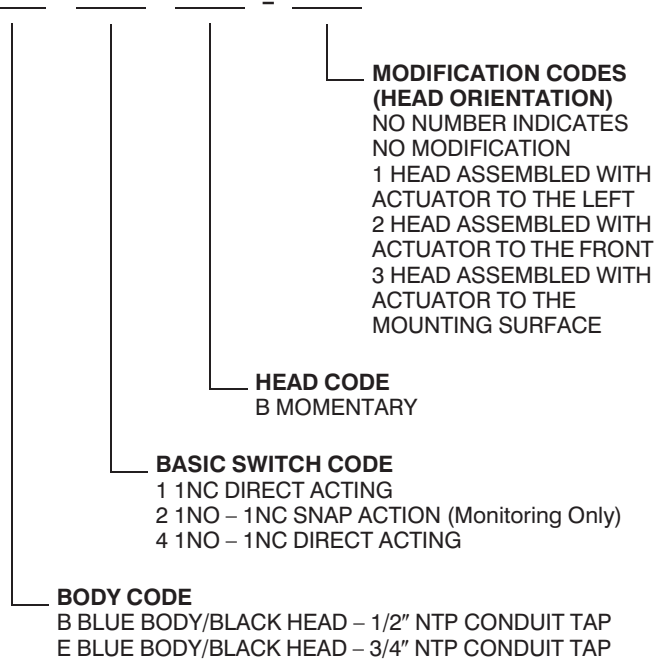 –
MODIFICATION CODES
(HEAD ORIENTATION)
NO NUMBER INDICATES
NO MODIFICATION
1 HEAD ASSEMBLED WITH
ACTUATOR TO THE LEFT
2 HEAD ASSEMBLED WITH
ACTUATOR TO THE FRONT
3 HEAD ASSEMBLED WITH
ACTUATOR TO THE
MOUNTING SURFACE
HEAD CODE
B MOMENTARY
BASIC SWITCH CODE
1 1NC DIRECT ACTING
2 1NO – 1NC SNAP ACTION (Monitoring Only)
4 1NO – 1NC DIRECT ACTING
BODY CODE
B BLUE BODY/BLACK HEAD – 1/2″ NTP CONDUIT TAP
E BLUE BODY/BLACK HEAD – 3/4″ NTP CONDUIT TAP